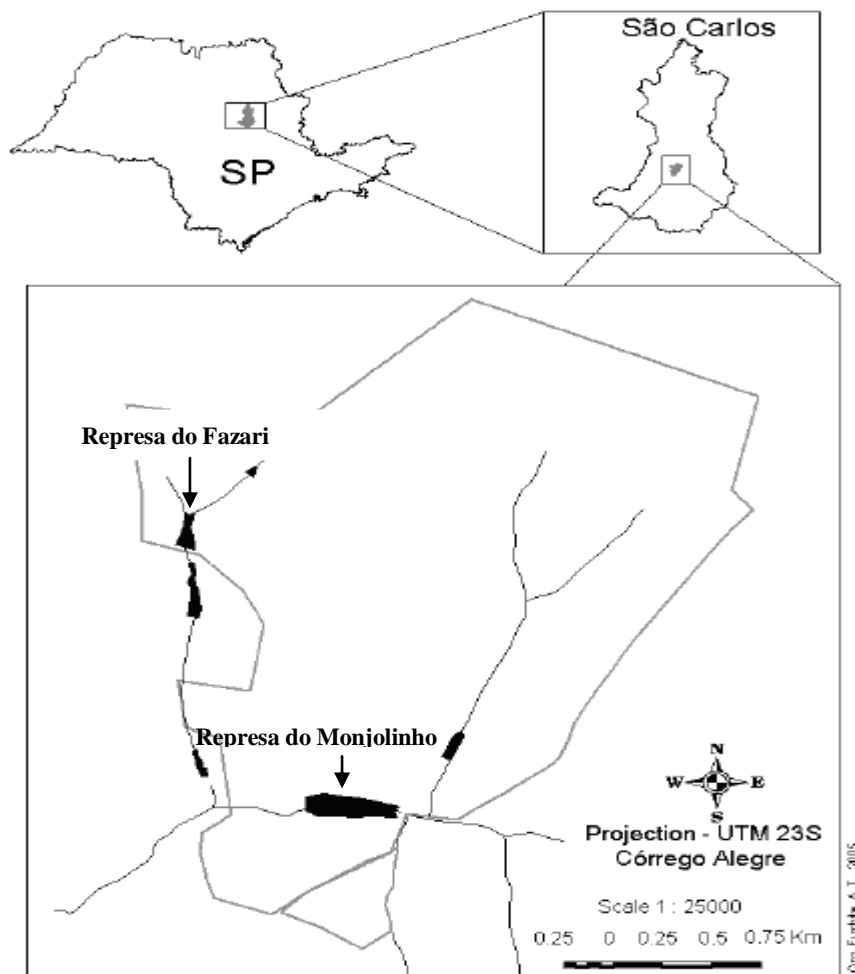 São Carlos
SP
Represa do Fazari
Represa do Monjolinho
N
W E
S
Projection - UTM 23S
Córrego Alegre
Scale 1 : 25000
0.25 0 0.25 0.5 0.75 Km
A.T. 2005